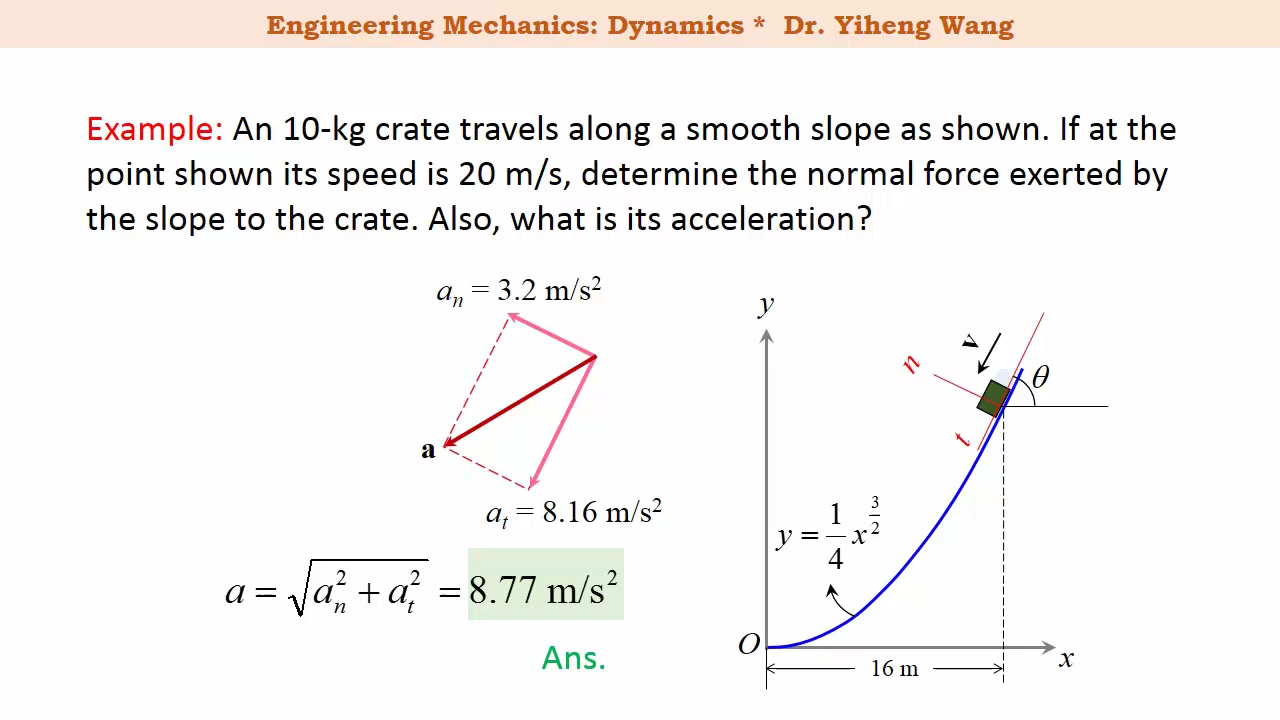 Engineering Mechanics: Dynamics * Dr. Yiheng Wang
Example: An 10-kg crate travels along a smooth slope as shown. If at the
point shown its speed is 20 m/s, determine the normal force exerted by
the slope to the crate. Also, what is its acceleration?
aₙ = 3.2 m/s²
a
aₜ = 8.16 m/s²
a = √(aₙ² + aₜ²) = 8.77 m/s²
Ans.
y
v
n
θ
t
y = 1/4 x^(3/2)
O
x
16 m